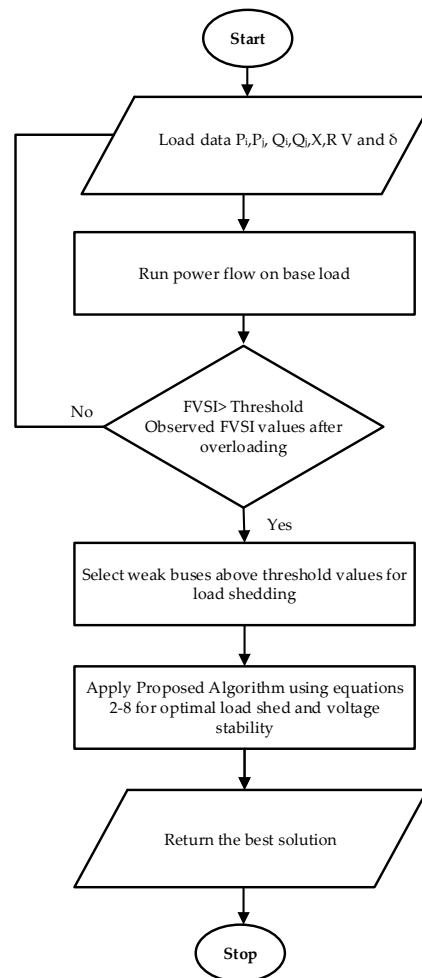 Start
Load data Pi,Pj, Qi,Qj,X,R V and δ
Run power flow on base load
FVSI> Threshold
Observed FVSI values after
overloading
No
Yes
Select weak buses above threshold values for
load shedding
Apply Proposed Algorithm using equations
2-8 for optimal load shed and voltage
stability
Return the best solution
Stop